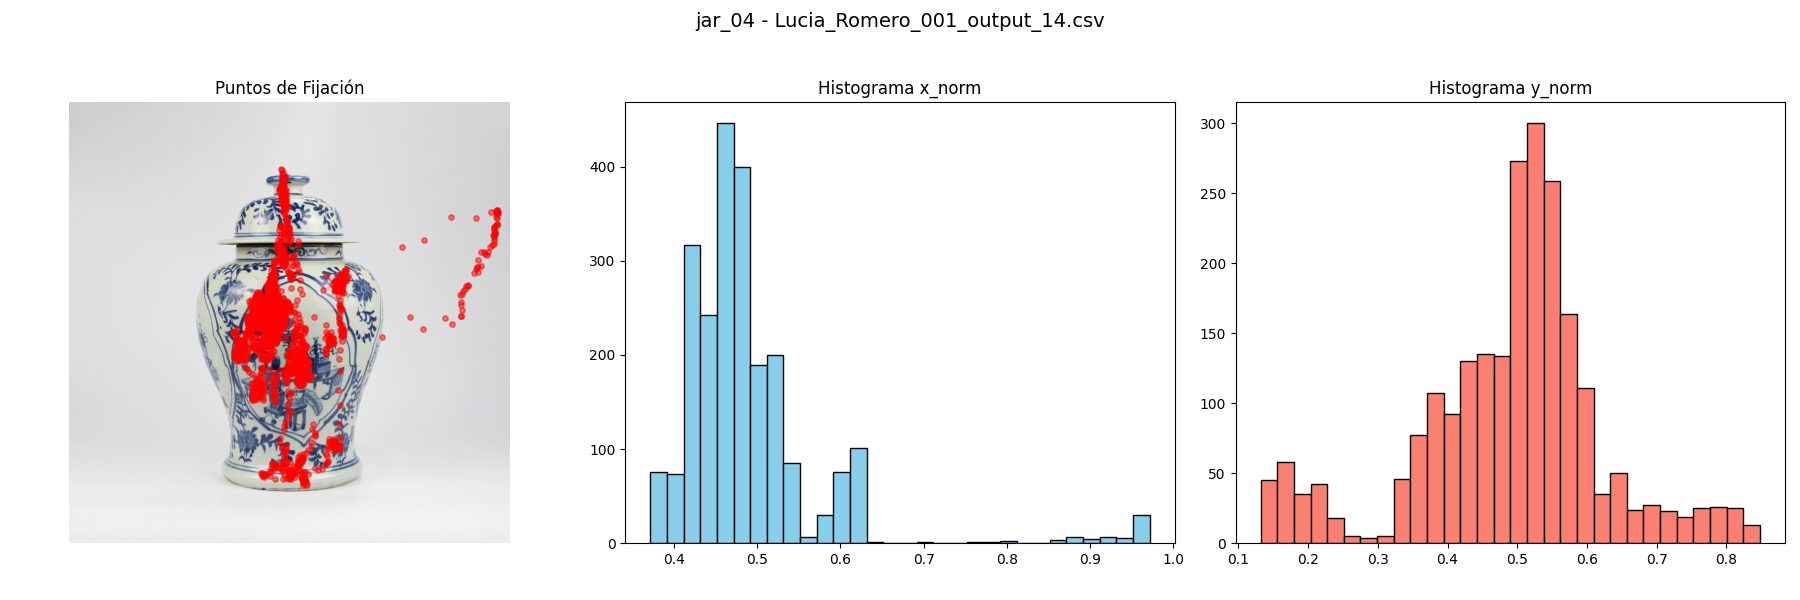 jar_04 - Lucia_Romero_001_output_14.csv
Puntos de Fijación
Histograma x_norm
400
300
200
100
0
0.4 0.5 0.6 0.7 0.8 0.9 1.0
Histograma y_norm
300
250
200
150
100
50
0
0.1 0.2 0.3 0.4 0.5 0.6 0.7 0.8